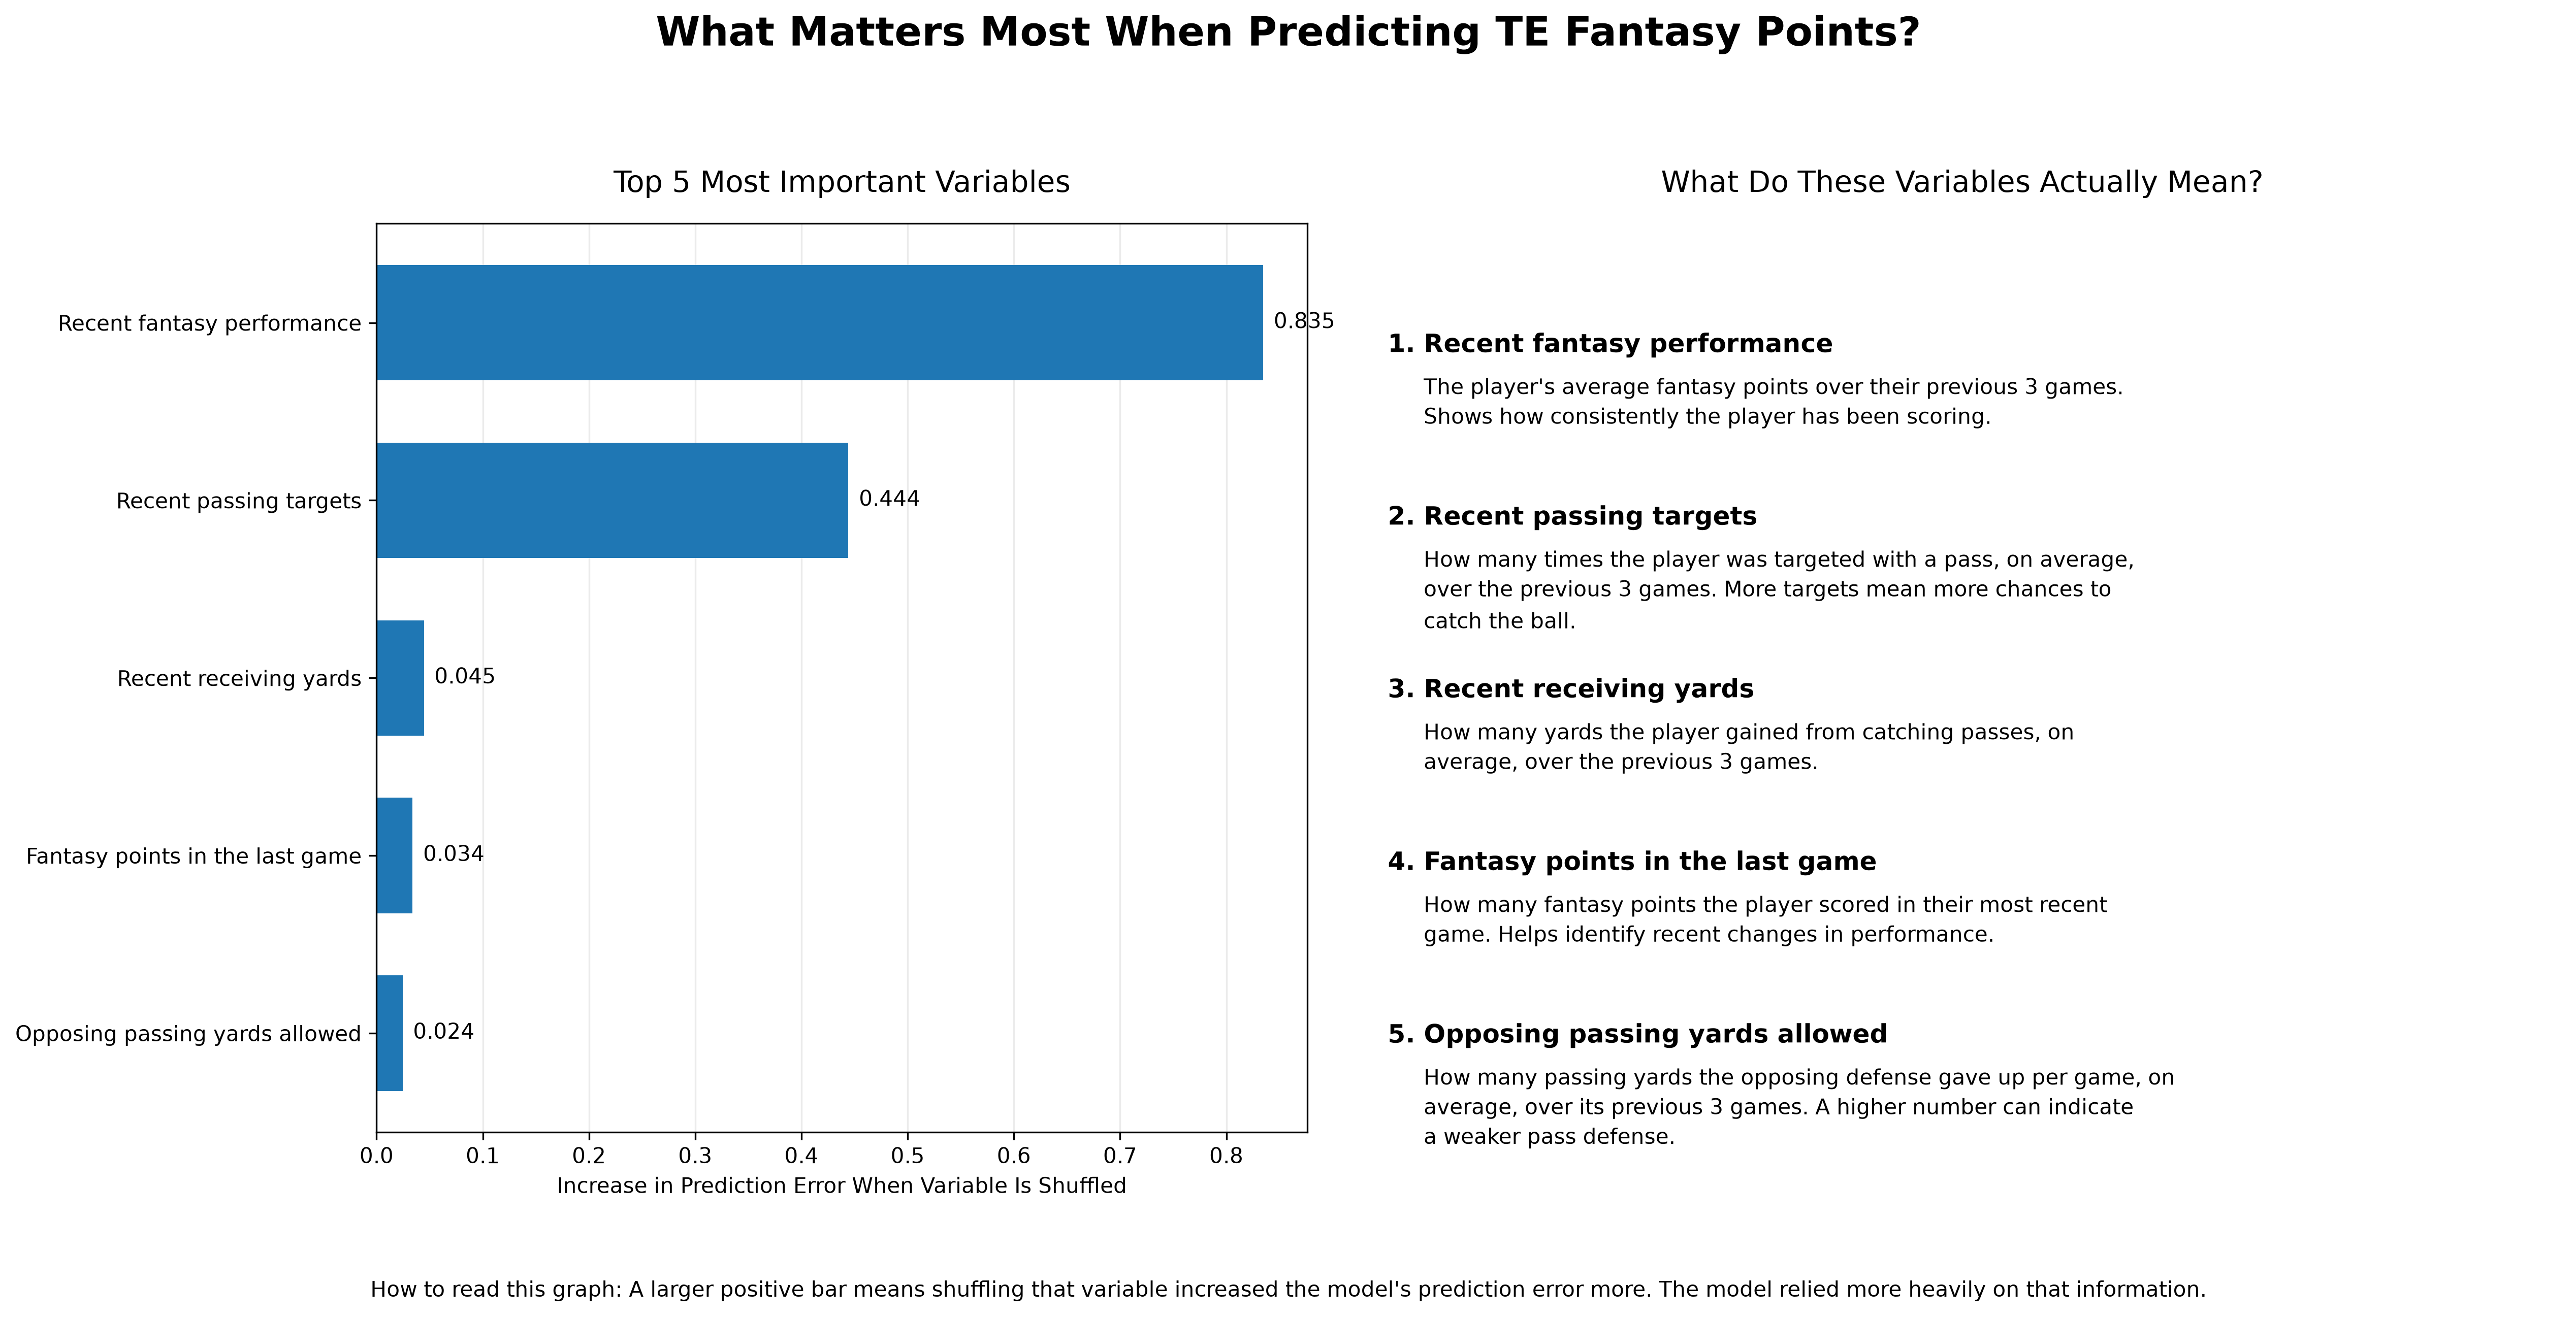 What Matters Most When Predicting TE Fantasy Points?
Top 5 Most Important Variables
Recent fantasy performance
0.835
Recent passing targets
0.444
Recent receiving yards
0.045
Fantasy points in the last game
0.034
Opposing passing yards allowed
0.024
0.0 0.1 0.2 0.3 0.4 0.5 0.6 0.7 0.8
Increase in Prediction Error When Variable Is Shuffled
What Do These Variables Actually Mean?
1. Recent fantasy performance
The player's average fantasy points over their previous 3 games.
Shows how consistently the player has been scoring.
2. Recent passing targets
How many times the player was targeted with a pass, on average,
over the previous 3 games. More targets mean more chances to
catch the ball.
3. Recent receiving yards
How many yards the player gained from catching passes, on
average, over the previous 3 games.
4. Fantasy points in the last game
How many fantasy points the player scored in their most recent
game. Helps identify recent changes in performance.
5. Opposing passing yards allowed
How many passing yards the opposing defense gave up per game, on
average, over its previous 3 games. A higher number can indicate
a weaker pass defense.
How to read this graph: A larger positive bar means shuffling that variable increased the model's prediction error more. The model relied more heavily on that information.